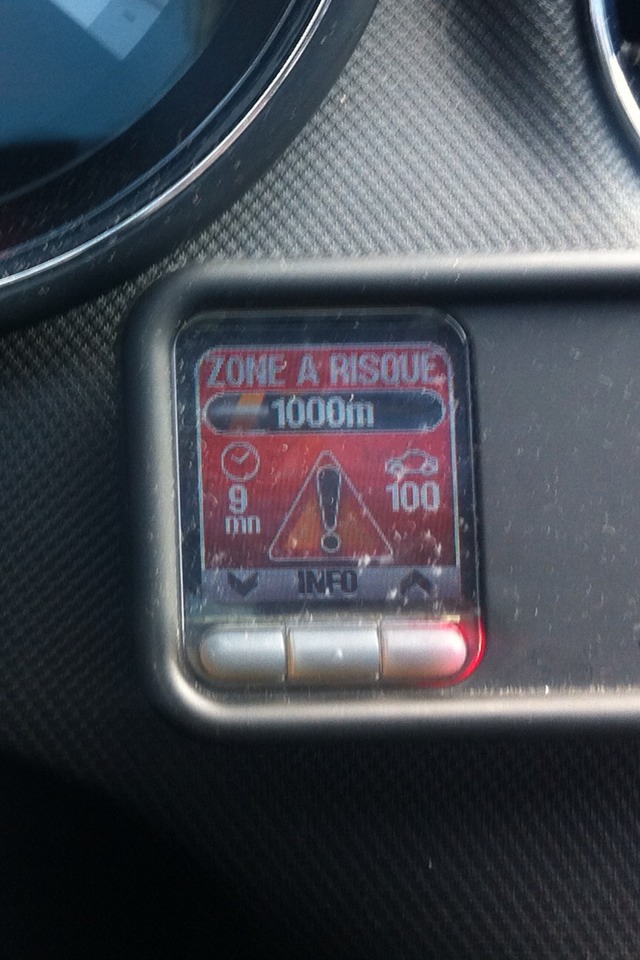 ZONE A RISQUE
1000m
9
mn
100
INFO